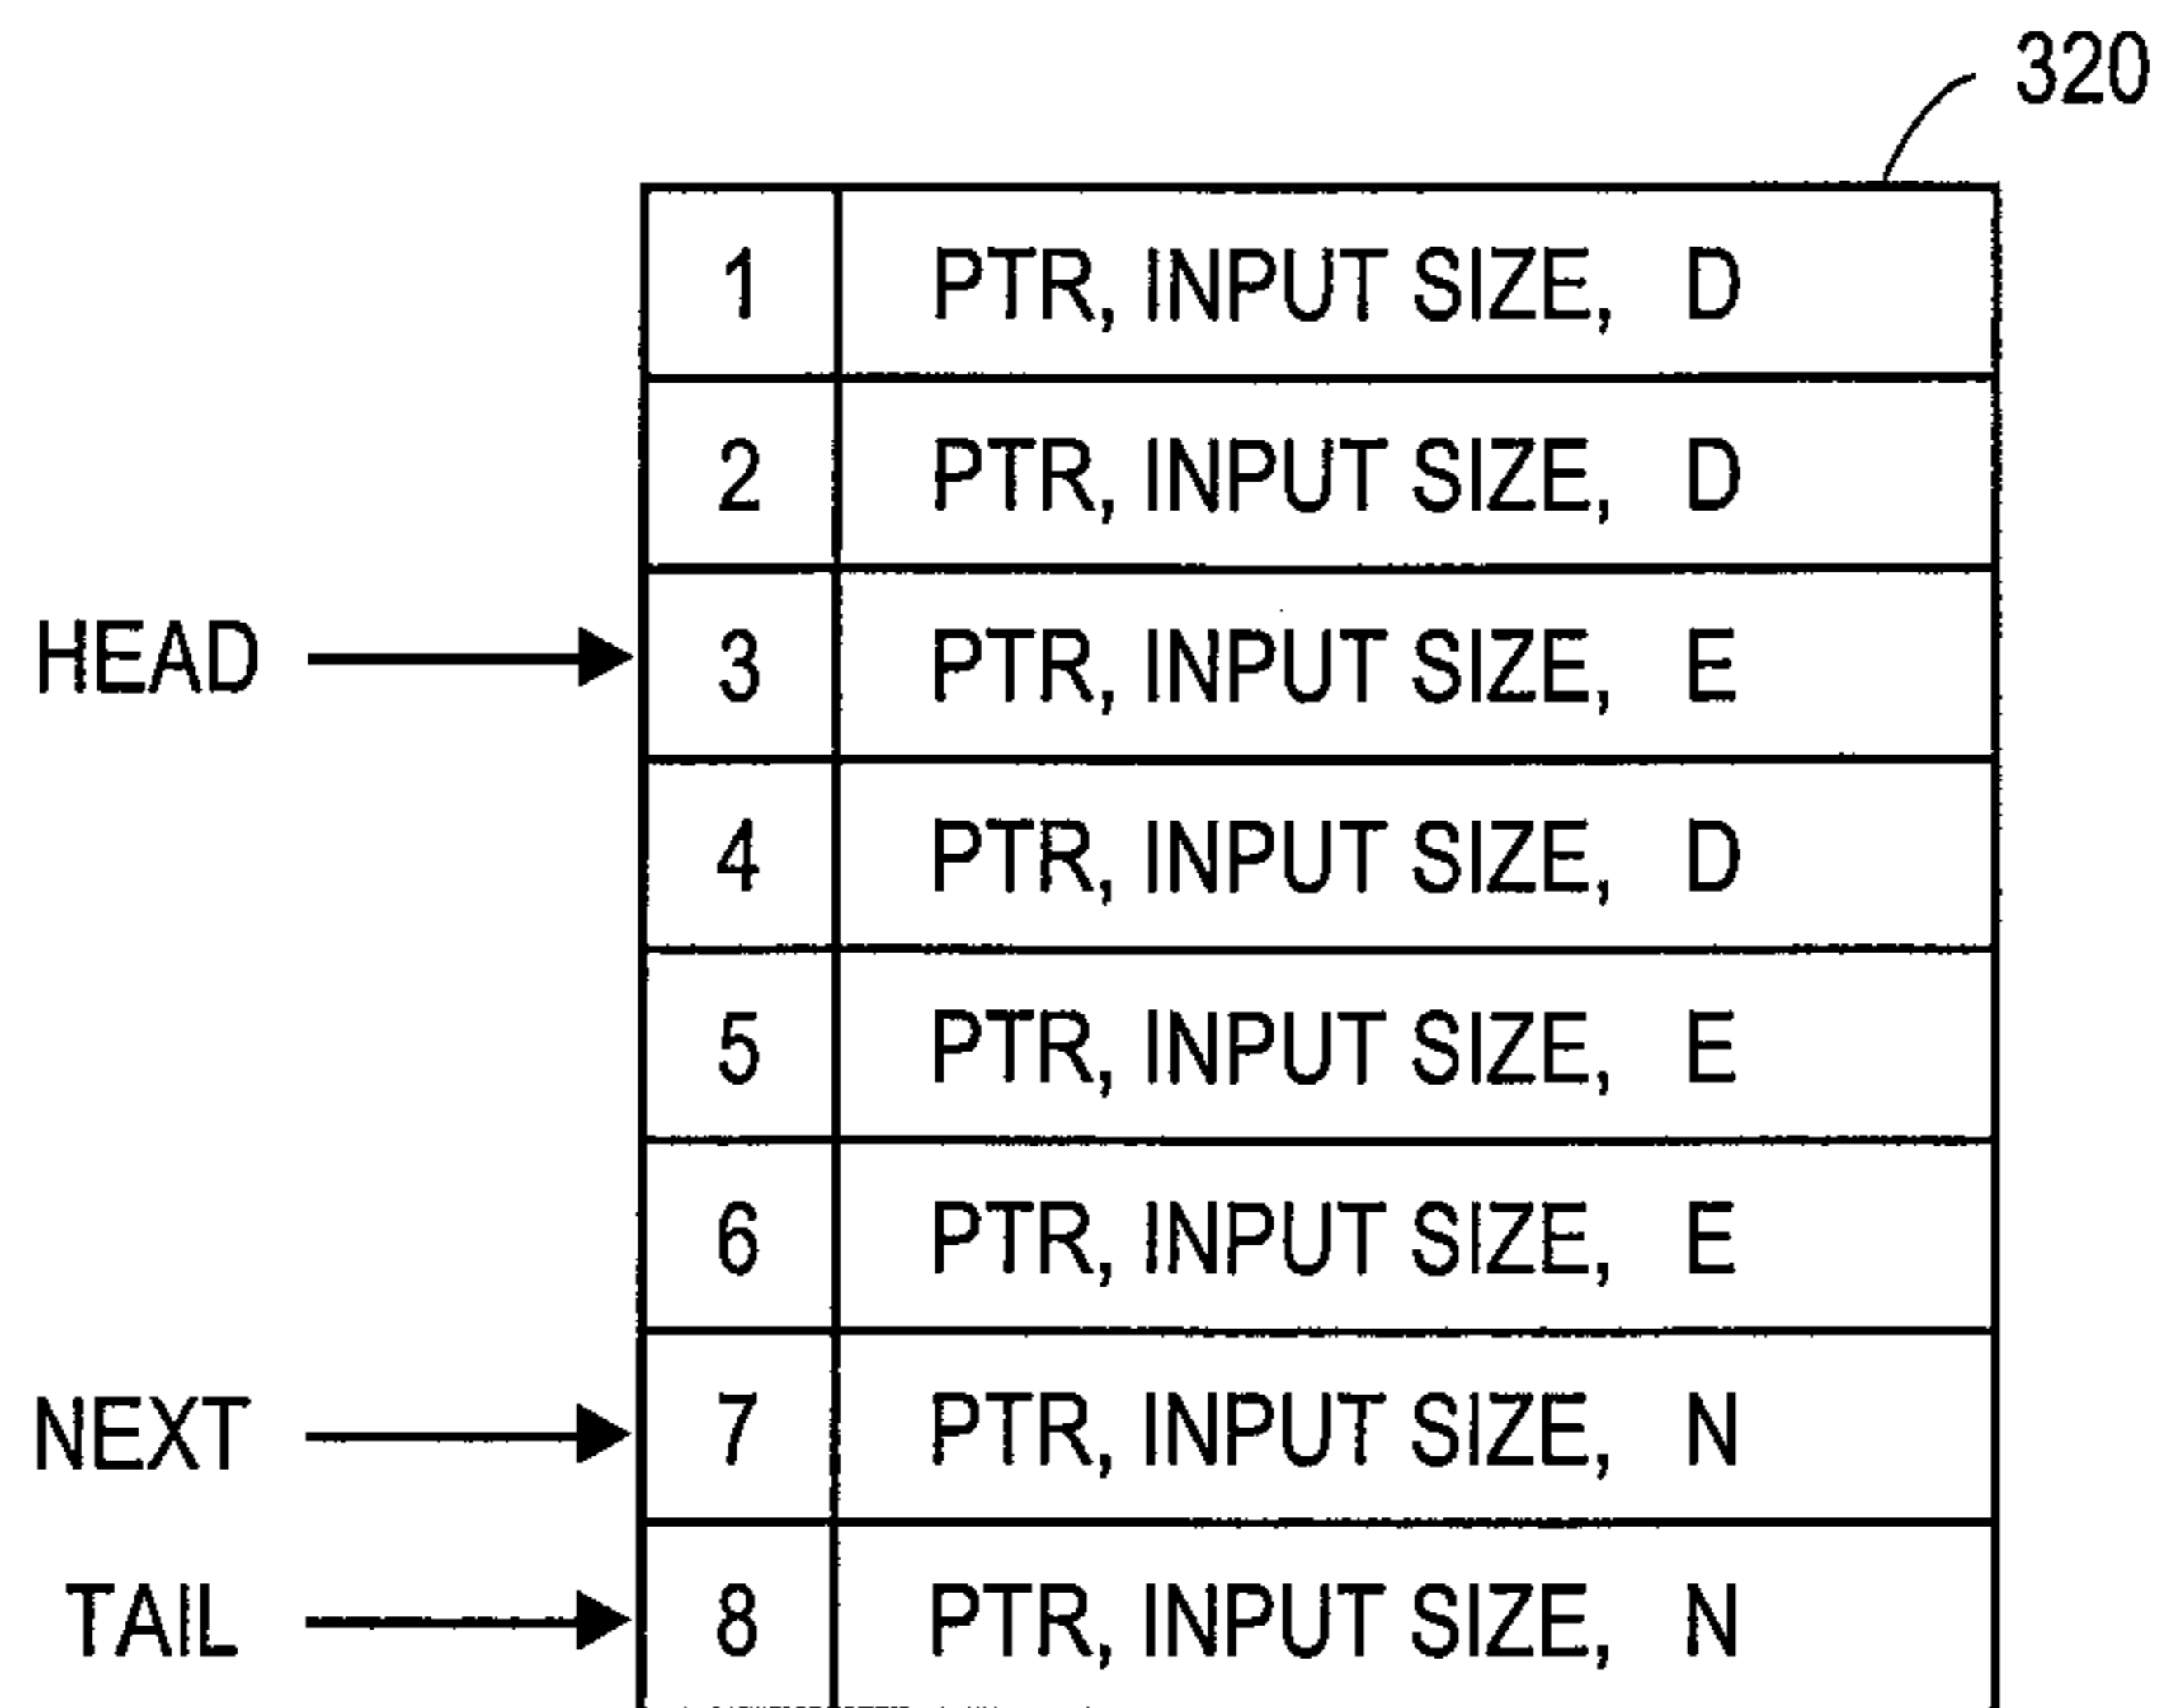 320
1 PTR, INPUT SIZE, D
2 PTR, INPUT SIZE, D
HEAD 3 PTR, INPUT SIZE, E
4 PTR, INPUT SIZE, D
5 PTR, INPUT SIZE, E
6 PTR, INPUT SIZE, E
NEXT 7 PTR, INPUT SIZE, N
TAIL 8 PTR, INPUT SIZE, N